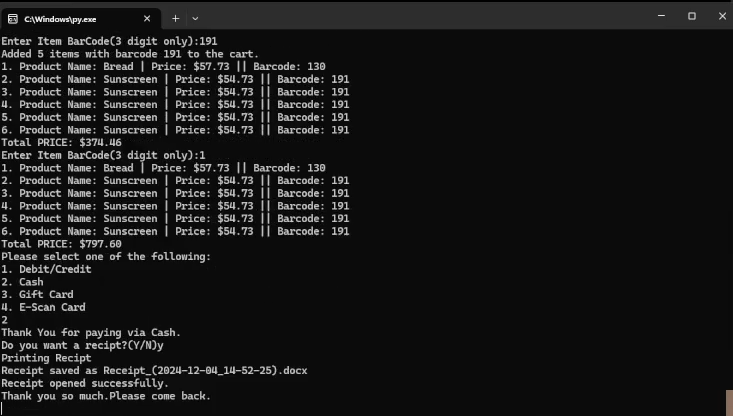 C:\Windows\py.exe
Enter Item BarCode(3 digit only):191
Added 5 items with barcode 191 to the cart.
1. Product Name: Bread | Price: $57.73 || Barcode: 130
2. Product Name: Sunscreen | Price: $54.73 || Barcode: 191
3. Product Name: Sunscreen | Price: $54.73 || Barcode: 191
4. Product Name: Sunscreen | Price: $54.73 || Barcode: 191
5. Product Name: Sunscreen | Price: $54.73 || Barcode: 191
6. Product Name: Sunscreen | Price: $54.73 || Barcode: 191
Total PRICE: $374.46
Enter Item BarCode(3 digit only):1
1. Product Name: Bread | Price: $57.73 || Barcode: 130
2. Product Name: Sunscreen | Price: $54.73 || Barcode: 191
3. Product Name: Sunscreen | Price: $54.73 || Barcode: 191
4. Product Name: Sunscreen | Price: $54.73 || Barcode: 191
5. Product Name: Sunscreen | Price: $54.73 || Barcode: 191
6. Product Name: Sunscreen | Price: $54.73 || Barcode: 191
Total PRICE: $797.60
Please select one of the following:
1. Debit/Credit
2. Cash
3. Gift Card
4. E-Scan Card
2
Thank You for paying via Cash.
Do you want a recipt?(Y/N)y
Printing Recipt
Receipt saved as Receipt_(2024-12-04_14-52-25).docx
Receipt opened successfully.
Thank you so much.Please come back.